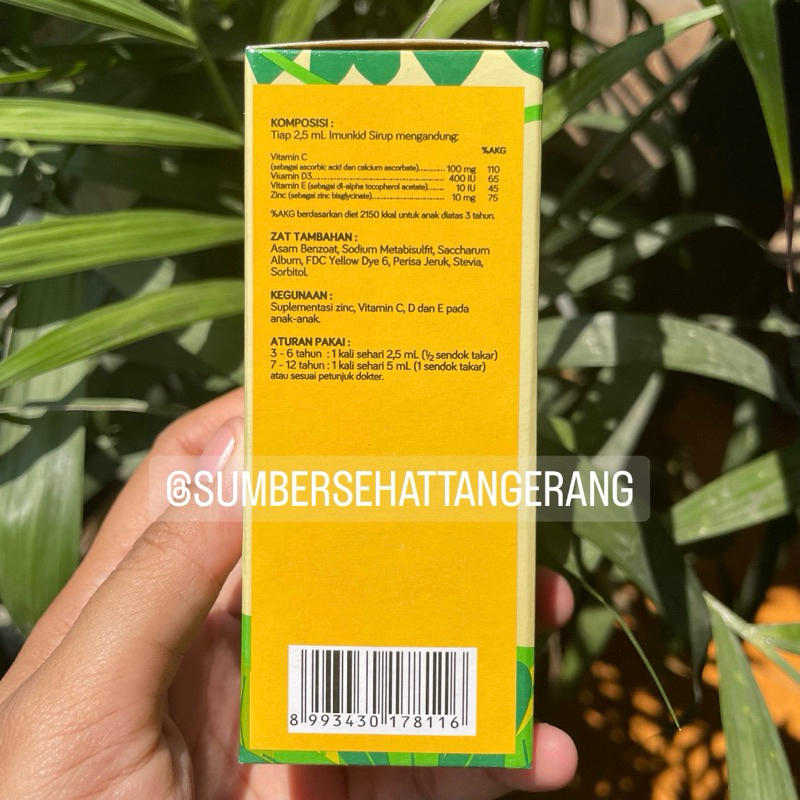 KOMPOSISI :
Tiap 2,5 mL Imunkid Sirup mengandung:
%AKG
Vitamin C
(sebagai ascorbic acid dan calcium ascorbate)........ 100 mg 110
Vitamin D3........ 400 IU 65
Vitamin E (sebagai dl-alpha tocopherol acetate)........ 10 IU 45
Zinc (sebagai zinc bisglycinate)........ 10 mg 75
%AKG berdasarkan diet 2150 kkal untuk anak diatas 3 tahun.
ZAT TAMBAHAN :
Asam Benzoat, Sodium Metabisulfit, Saccharum
Album, FDC Yellow Dye 6, Perisa Jeruk, Stevia,
Sorbitol.
KEGUNAAN :
Suplementasi zinc, Vitamin C, D dan E pada
anak-anak.
ATURAN PAKAI :
3 - 6 tahun : 1 kali sehari 2,5 mL (½ sendok takar)
7 - 12 tahun : 1 kali sehari 5 mL (1 sendok takar)
atau sesuai petunjuk dokter.
@SUMBERSEHATTANGERANG
8 993430 178116